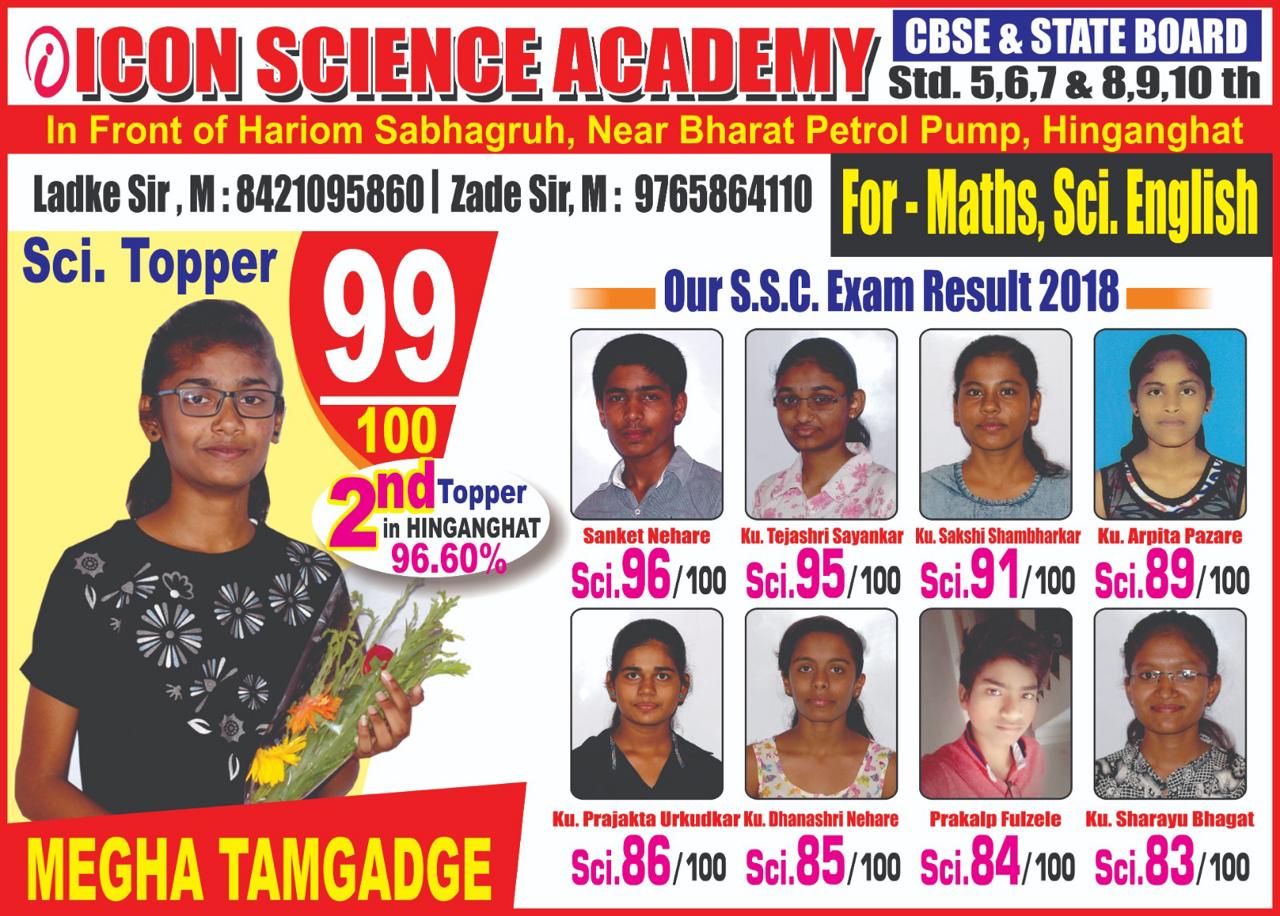 i ICON SCIENCE ACADEMY
CBSE & STATE BOARD
Std. 5,6,7 & 8,9,10 th
In Front of Hariom Sabhagruh, Near Bharat Petrol Pump, Hinganghat
Ladke Sir , M : 8421095860 | Zade Sir, M : 9765864110
For - Maths, Sci. English
Sci. Topper
99
100
2nd Topper
in HINGANGHAT
96.60%
MEGHA TAMGADGE
Our S.S.C. Exam Result 2018
Sanket Nehare
Sci.96/100
Ku. Tejashri Sayankar
Sci.95/100
Ku. Sakshi Shambharkar
Sci.91/100
Ku. Arpita Pazare
Sci.89/100
Ku. Prajakta Urkudkar
Sci.86/100
Ku. Dhanashri Nehare
Sci.85/100
Prakalp Fulzele
Sci.84/100
Ku. Sharayu Bhagat
Sci.83/100